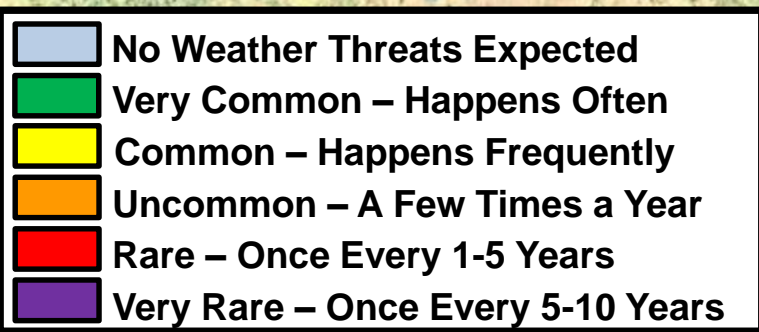 No Weather Threats Expected
Very Common – Happens Often
Common – Happens Frequently
Uncommon – A Few Times a Year
Rare – Once Every 1-5 Years
Very Rare – Once Every 5-10 Years